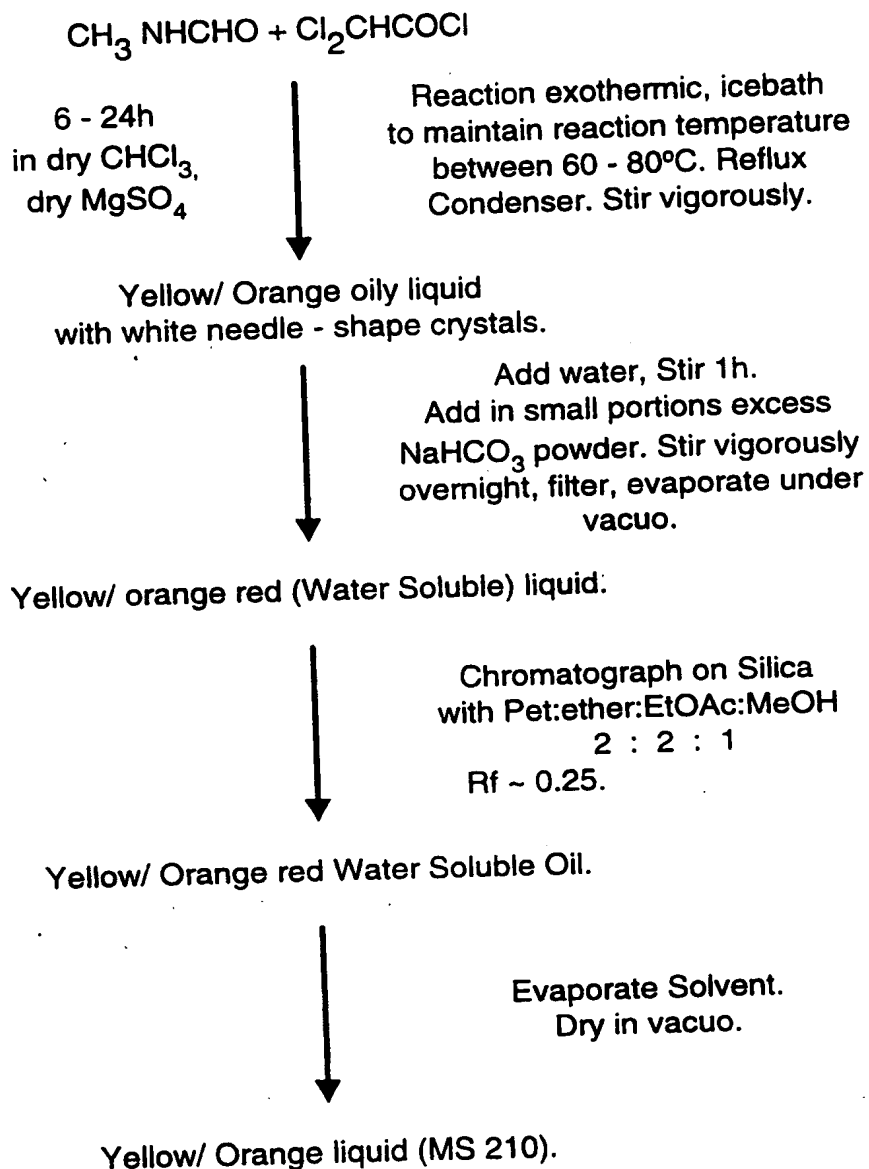 CH3 NHCHO + Cl2CHCOCl
6 - 24h
in dry CHCl3,
dry MgSO4
Reaction exothermic, icebath
to maintain reaction temperature
between 60 - 80ºC. Reflux
Condenser. Stir vigorously.
Yellow/ Orange oily liquid
with white needle - shape crystals.
Add water, Stir 1h.
Add in small portions excess
NaHCO3 powder. Stir vigorously
overnight, filter, evaporate under
vacuo.
Yellow/ orange red (Water Soluble) liquid.
Chromatograph on Silica
with Pet:ether:EtOAc:MeOH
2 : 2 : 1
Rf ~ 0.25.
Yellow/ Orange red Water Soluble Oil.
Evaporate Solvent.
Dry in vacuo.
Yellow/ Orange liquid (MS 210).